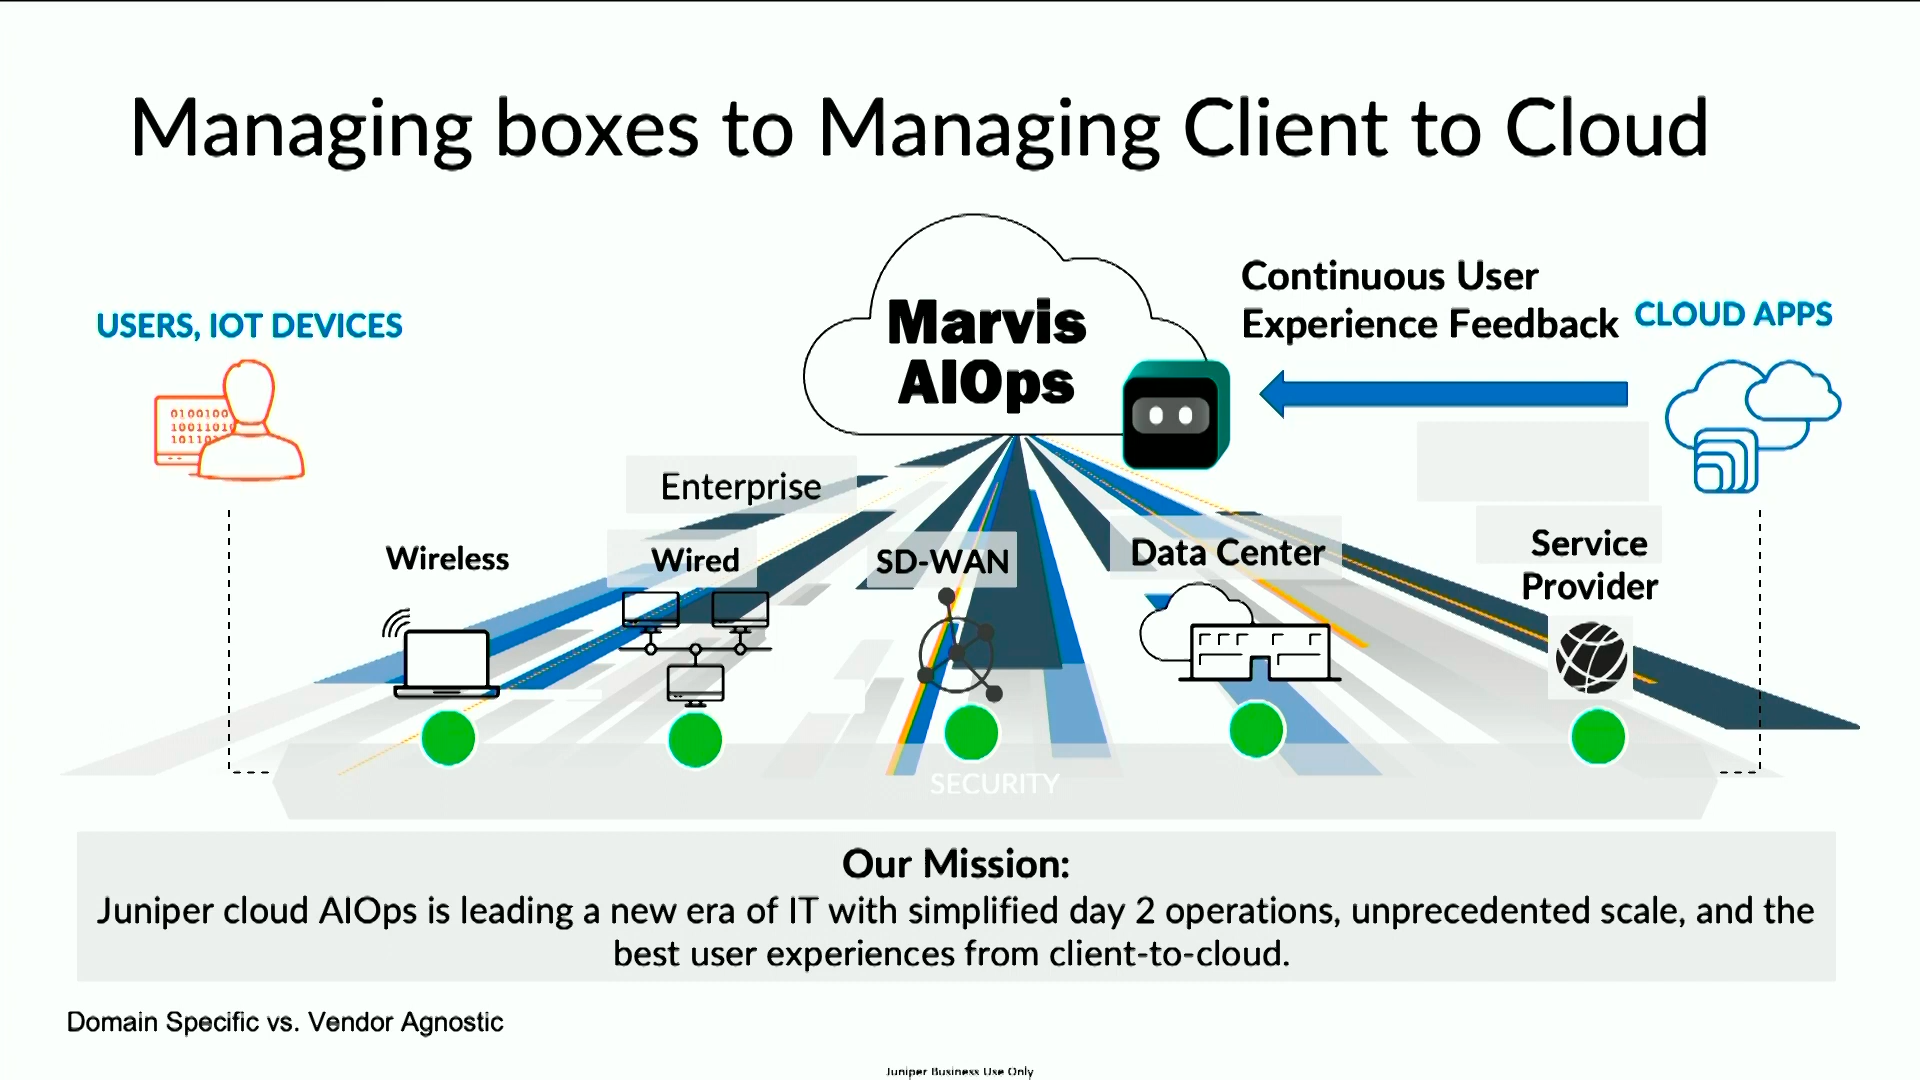 Managing boxes to Managing Client to Cloud
Continuous User
Experience Feedback
CLOUD APPS
USERS, IOT DEVICES
Marvis
AIOps
0100100
1001101
1011
Enterprise
Wireless
Wired
SD-WAN
Data Center
Service
Provider
SECURITY
Our Mission:
Juniper cloud AIOps is leading a new era of IT with simplified day 2 operations, unprecedented scale, and the
best user experiences from client-to-cloud.
Domain Specific vs. Vendor Agnostic
Juniper Business Use Only